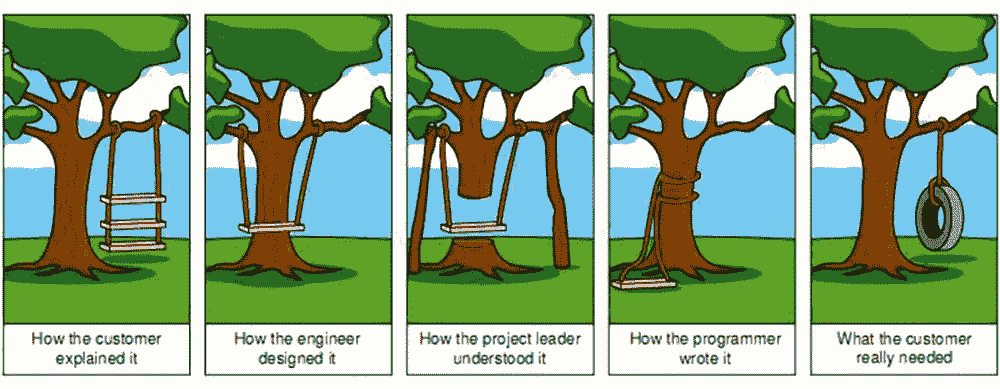 How the customer
explained it
How the engineer
designed it
How the project leader
understood it
How the programmer
wrote it
What the customer
really needed